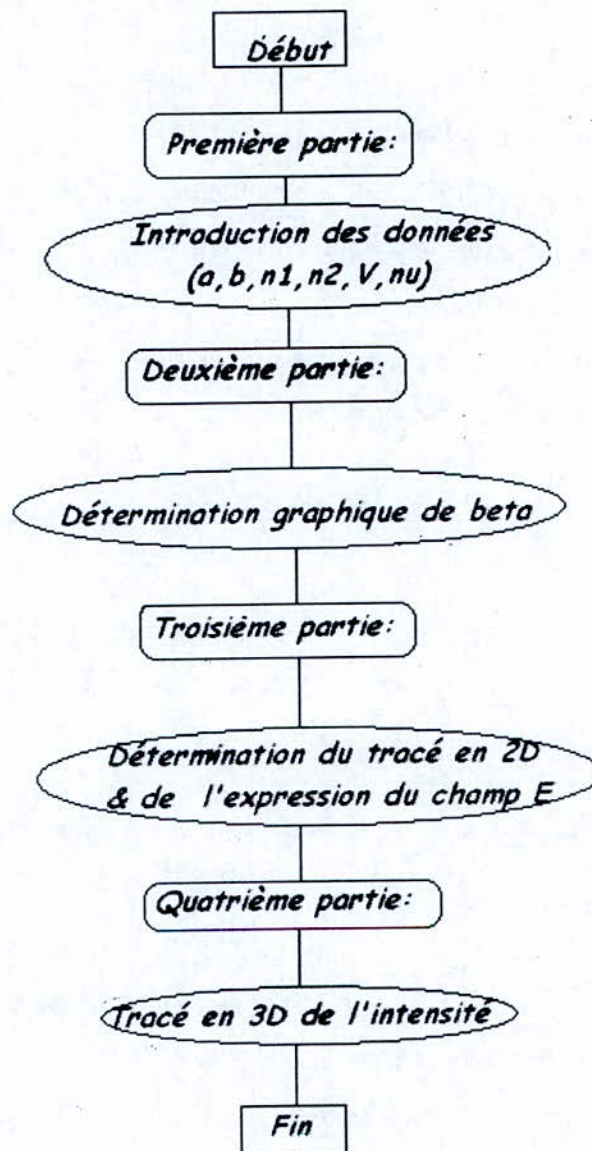 Début
Première partie:
Introduction des données
(a,b,n1,n2,V,nu)
Deuxième partie:
Détermination graphique de beta
Troisième partie:
Détermination du tracé en 2D
& de l'expression du champ E
Quatrième partie:
Tracé en 3D de l'intensité
Fin